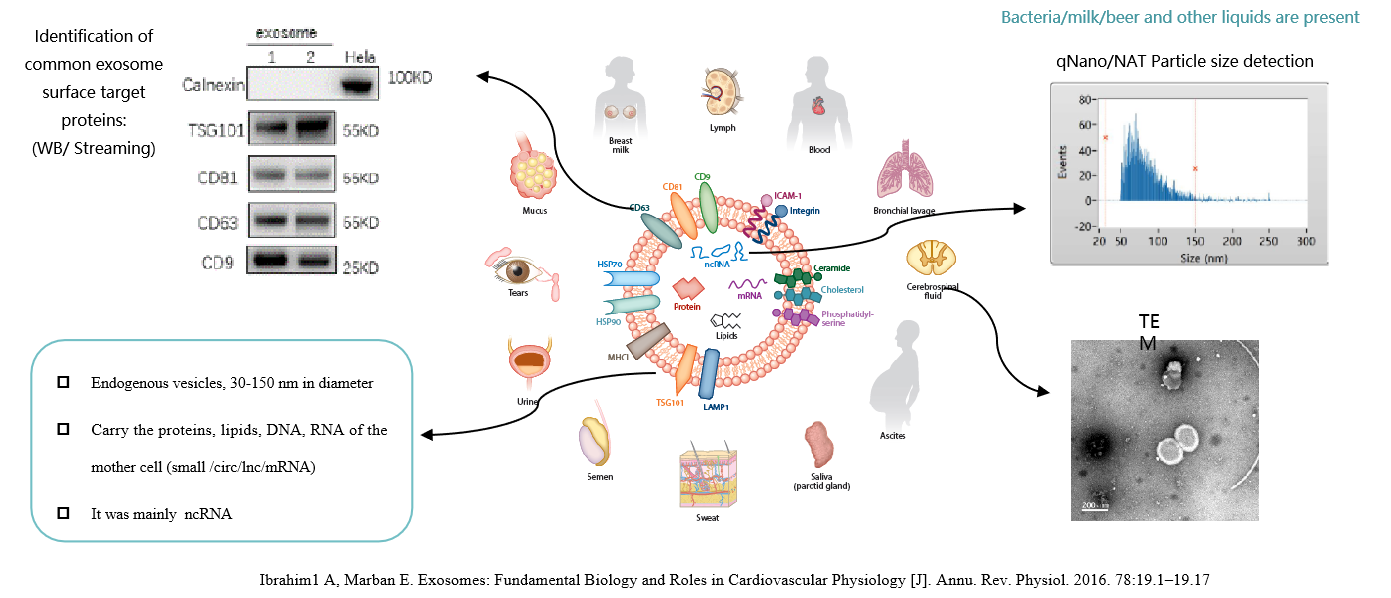 Bacteria/milk/beer and other liquids are present
Identification of
common exosome
surface target
proteins:
(WB/ Streaming)
exosome
1 2 Hela
Calnexin 100KD
TSG101 55KD
CD81 55KD
CD63 55KD
CD9 25KD
qNano/NAT Particle size detection
80
60
40
20
0
-20
Events
20 50 100 150 200 250 300
Size (nm)
Breast
milk
Lymph
Blood
Mucus
Bronchial lavage
Tears
Cerebrospinal
fluid
Urine
Ascites
Semen
Sweat
Saliva
(parctid gland)
CD63
CD81
CD9
ICAM-1
Integrin
ncRNA
HSP70
HSP90
Protein
mRNA
Lipids
Ceramide
Cholesterol
Phosphatidyl-
serine
MHCI
TSG101
LAMP1
TE
M
200 nm
Endogenous vesicles, 30-150 nm in diameter
Carry the proteins, lipids, DNA, RNA of the
mother cell (small /circ/lnc/mRNA)
It was mainly ncRNA
Ibrahim1 A, Marban E. Exosomes: Fundamental Biology and Roles in Cardiovascular Physiology [J]. Annu. Rev. Physiol. 2016. 78:19.1–19.17